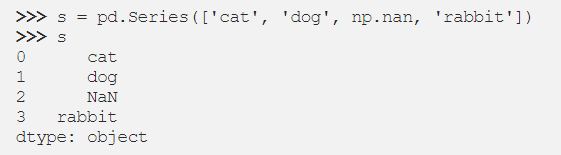 >>> s = pd.Series(['cat', 'dog', np.nan, 'rabbit'])
>>> s
0      cat
1      dog
2      NaN
3   rabbit
dtype: object